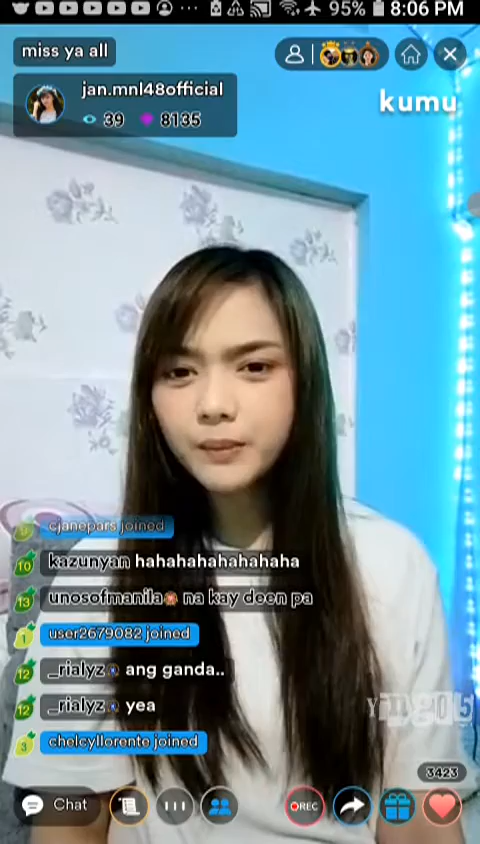 95% 8:06 PM
miss ya all
jan.mnl48official
39 8135
kumu
cjanepars joined
10 kazunyan hahahahahahahaha
13 unosofmanila na kay deen pa
1 user2679082 joined
12 _rialyz ang ganda..
12 _rialyz yea
Yingo5
3 chelcyllorente joined
3423
Chat
REC